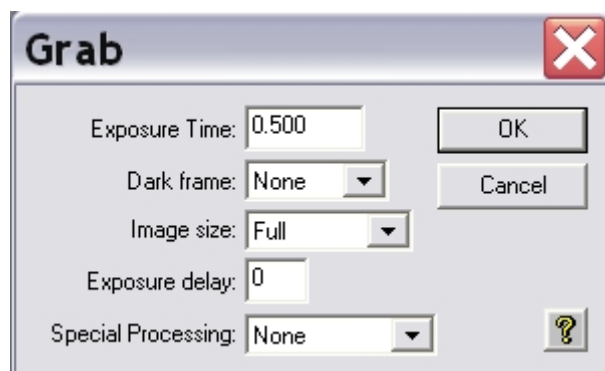 Grab
Exposure Time: 0.500
OK
Dark frame: None
Cancel
Image size: Full
Exposure delay: 0
Special Processing: None
?